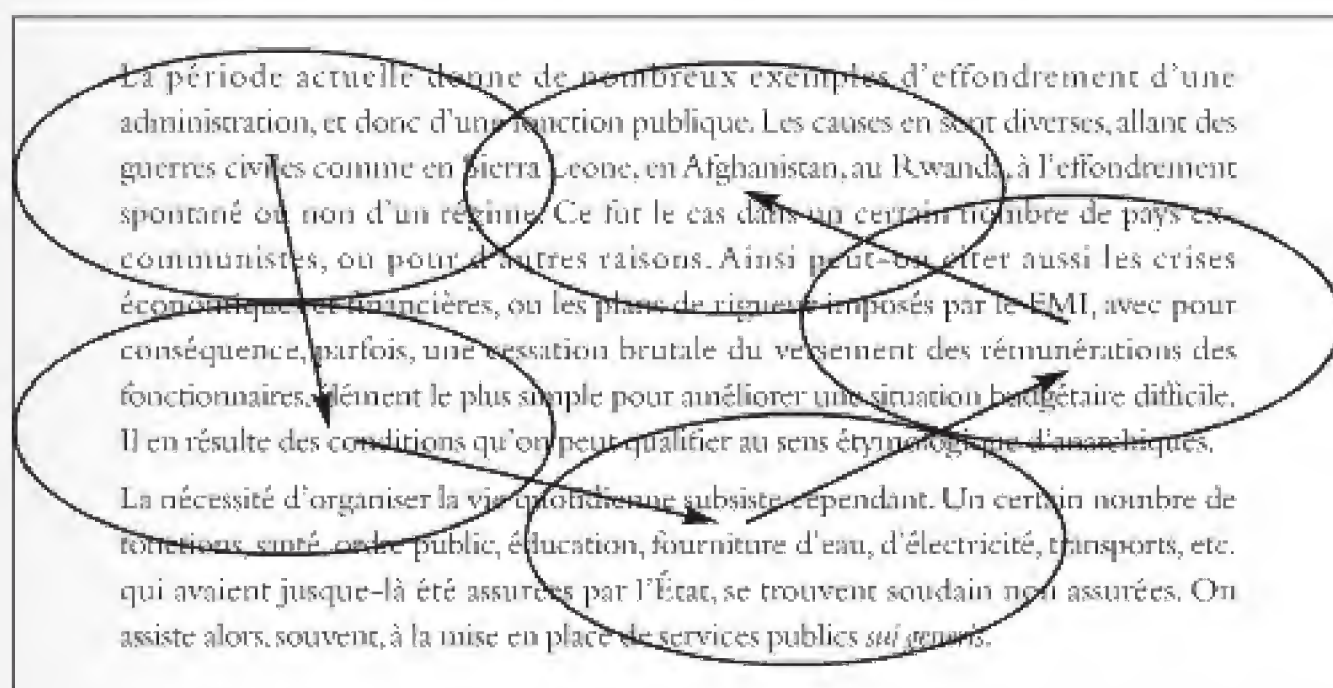 La période actuelle donne de nombreux exemples d'effondrement d'une
administration, et donc d'une fonction publique. Les causes en sont diverses, allant des
guerres civiles comme en Sierra Leone, en Afghanistan, au Rwanda, à l'effondrement
spontané ou non d'un régime. Ce fut le cas dans un certain nombre de pays ex-
communistes, ou pour d'autres raisons. Ainsi peut-on citer aussi les crises
économiques et financières, ou les plans de rigueur imposés par le FMI, avec pour
conséquence, parfois, une cessation brutale du versement des rémunérations des
fonctionnaires, élément le plus simple pour améliorer une situation budgétaire difficile.
Il en résulte des conditions qu'on peut qualifier au sens étymologique d'anarchiques.
La nécessité d'organiser la vie quotidienne subsiste cependant. Un certain nombre de
fonctions, santé, ordre public, éducation, fourniture d'eau, d'électricité, transports, etc.
qui avaient jusque-là été assurées par l'État, se trouvent soudain non assurées. On
assiste alors, souvent, à la mise en place de services publics sui generis.